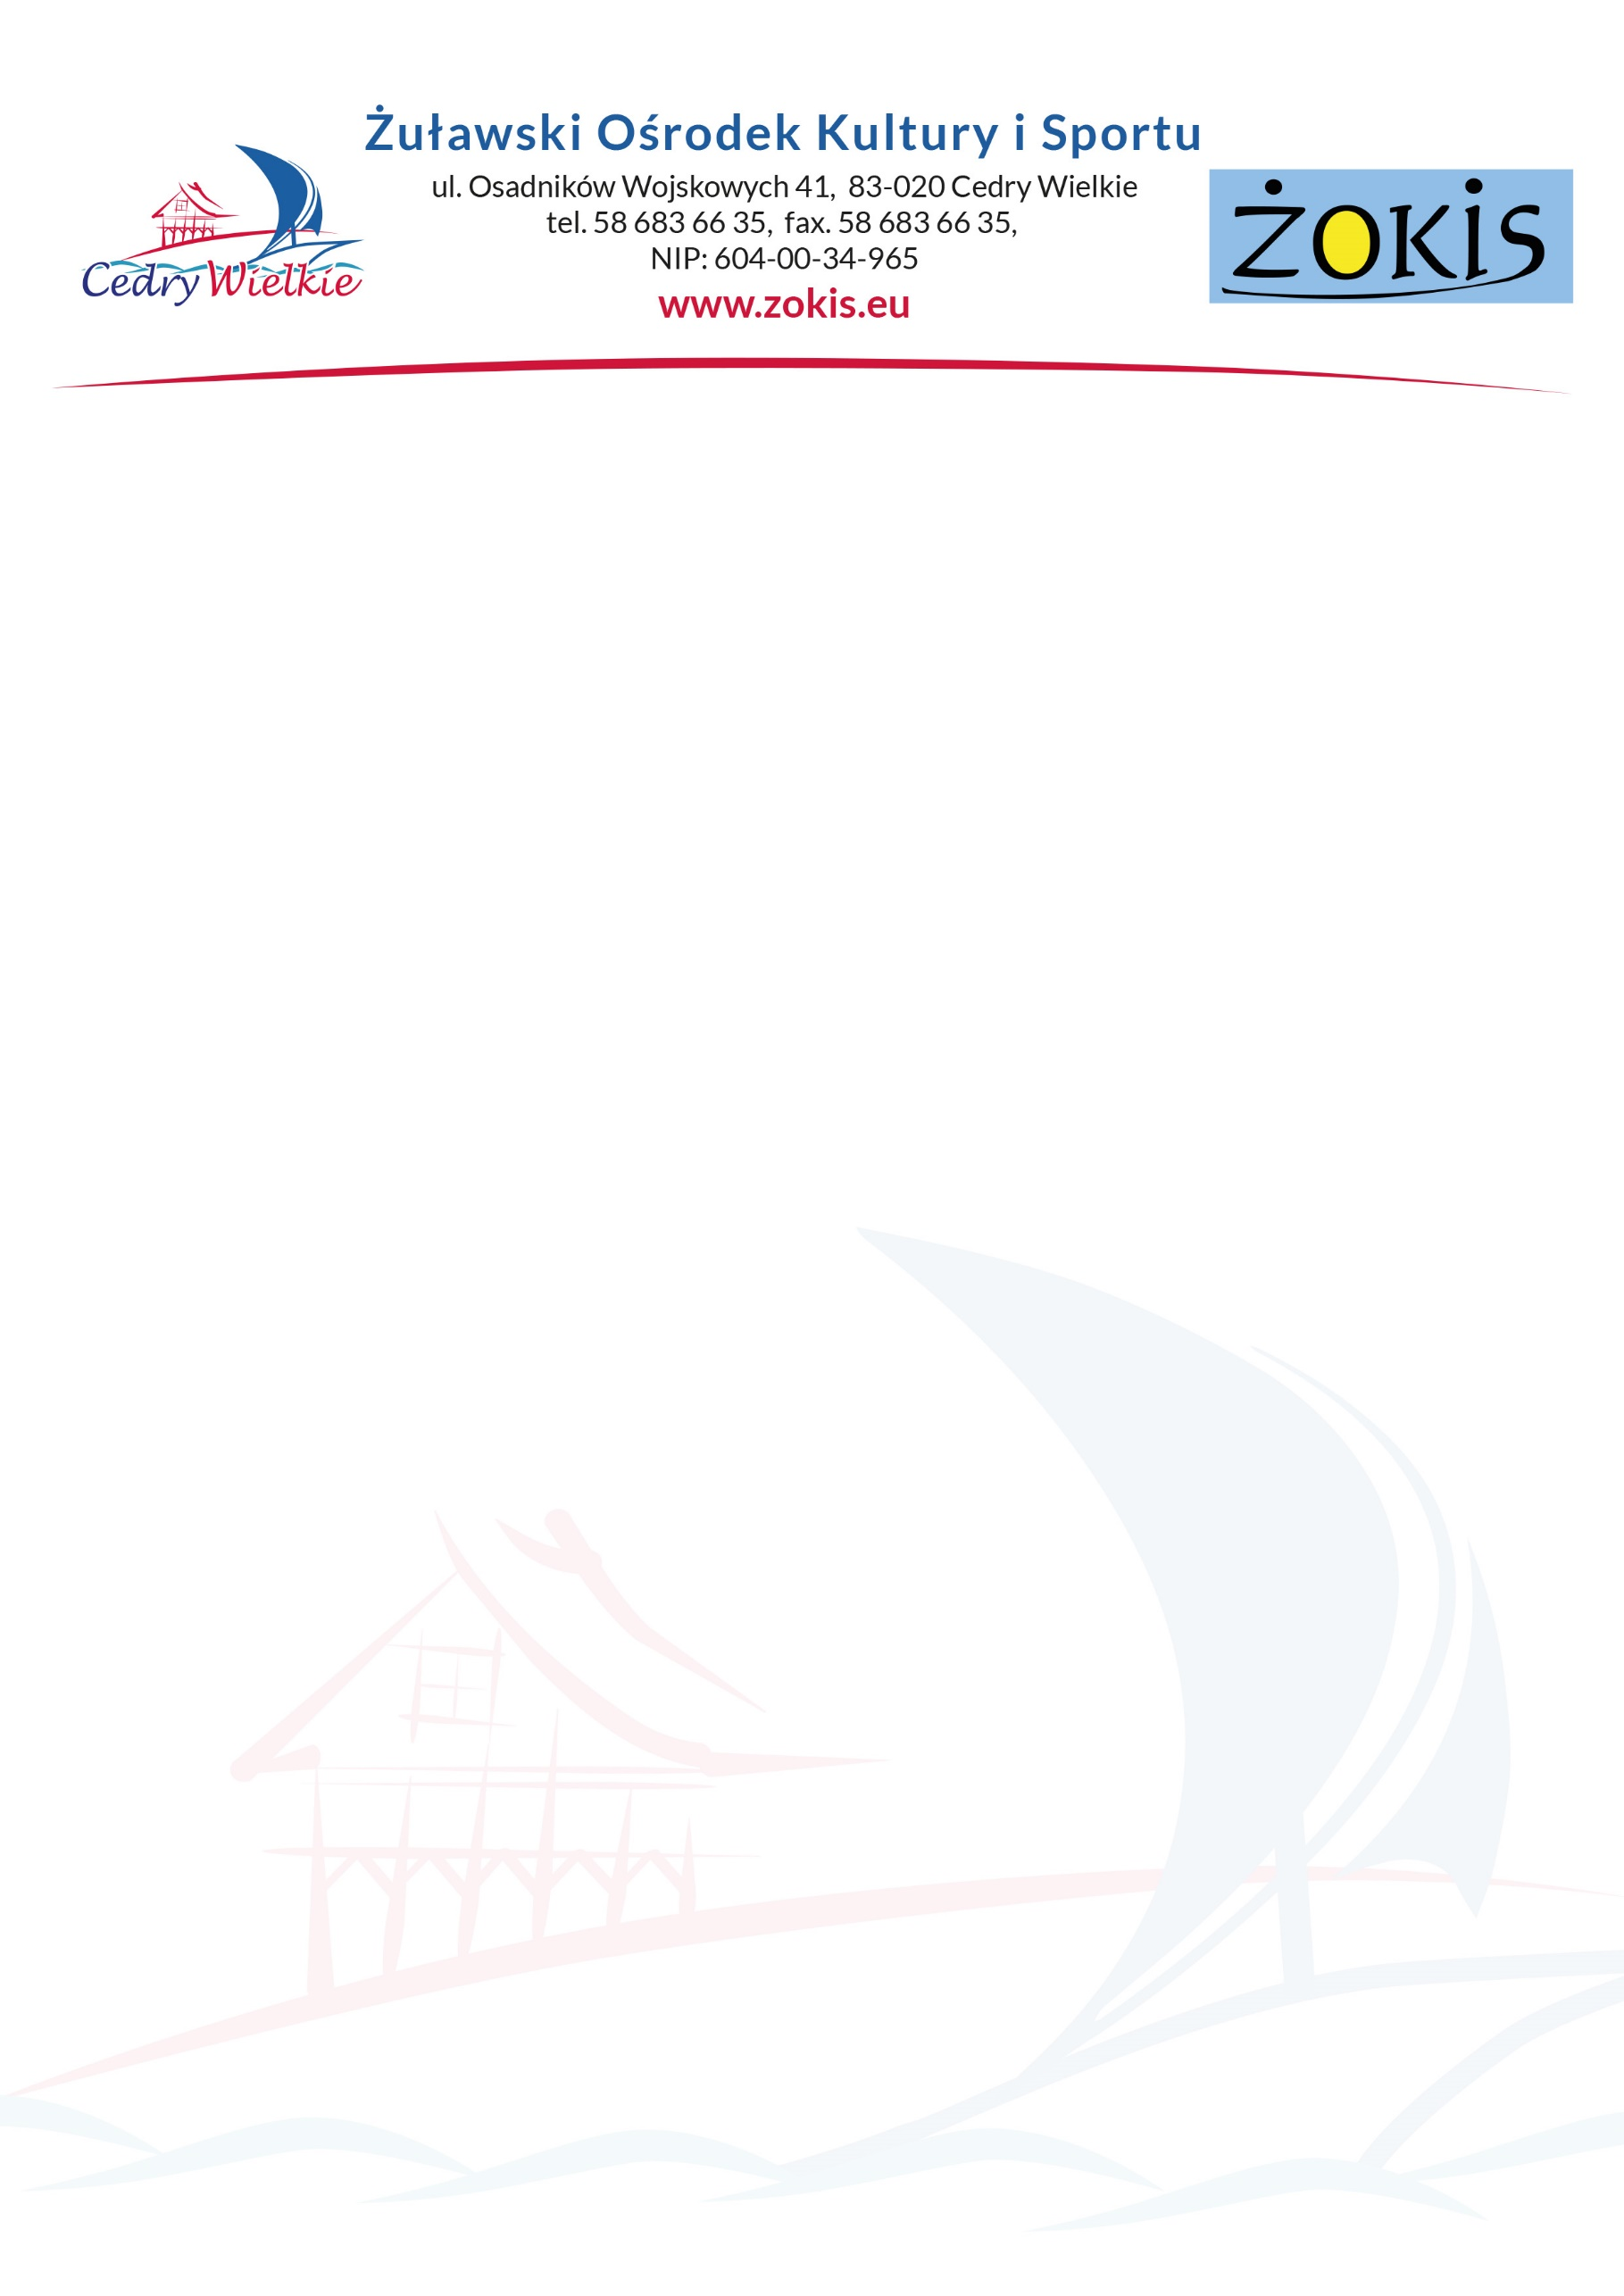 Żuławski Ośrodek Kultury i Sportu
ul. Osadników Wojskowych 41, 83-020 Cedry Wielkie
tel. 58 683 66 35, fax. 58 683 66 35,
NIP: 604-00-34-965
www.zokis.eu
Cedry Wielkie
ŻOKiS